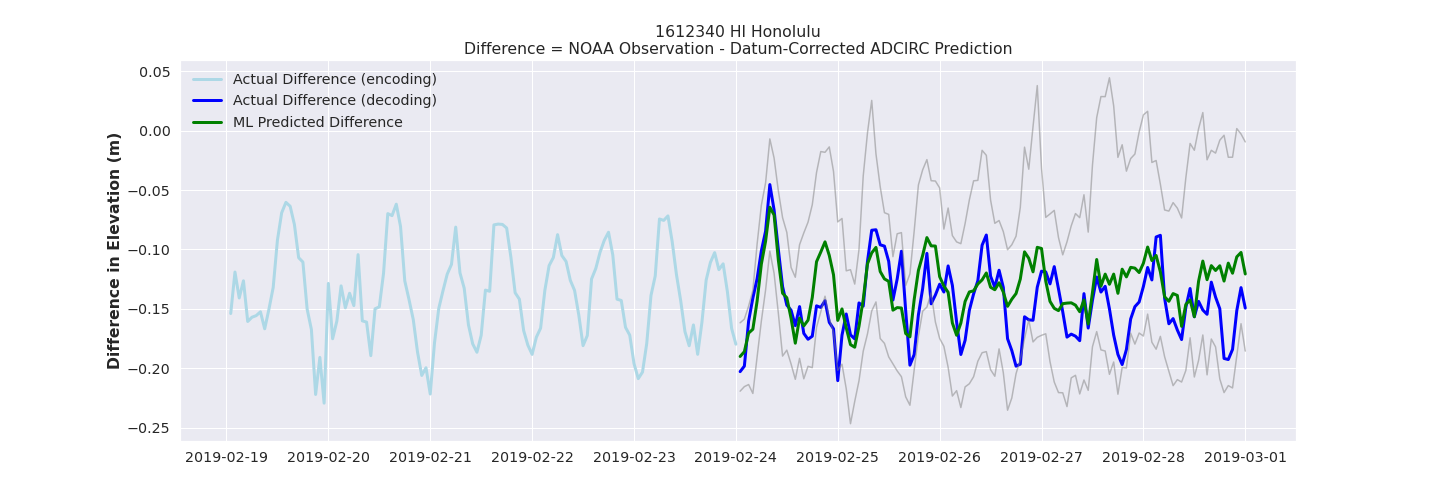 1612340 HI Honolulu
Difference = NOAA Observation - Datum-Corrected ADCIRC Prediction
Actual Difference (encoding)
Actual Difference (decoding)
ML Predicted Difference
Difference in Elevation (m)
0.05
0.00
−0.05
−0.10
−0.15
−0.20
−0.25
2019-02-19 2019-02-20 2019-02-21 2019-02-22 2019-02-23 2019-02-24 2019-02-25 2019-02-26 2019-02-27 2019-02-28 2019-03-01